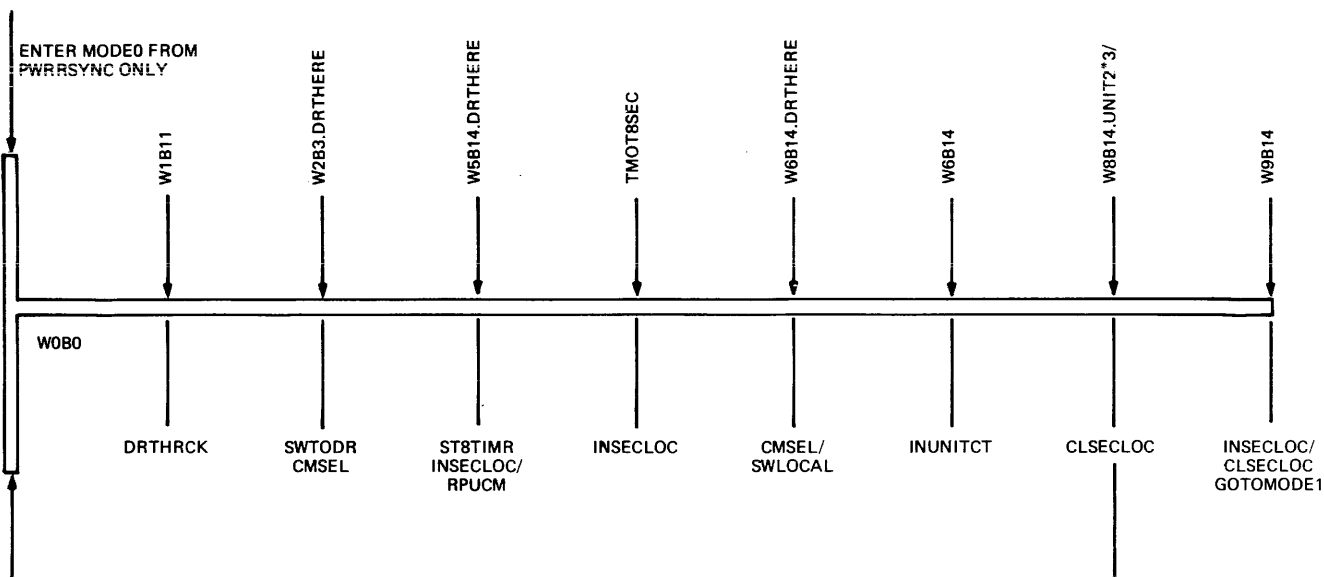 ENTER MODE0 FROM
PWRRSYNC ONLY
W1B11
W2B3.DRTHERE
W5B14.DRTHERE
TMOT8SEC
W6B14.DRTHERE
W6B14
W8B14.UNIT2*3/
W9B14
W0B0
DRTHRCK
SWTODR
CMSEL
ST8TIMR
INSECLOC/
RPUCM
INSECLOC
CMSEL/
SWLOCAL
INUNITCT
CLSECLOC
INSECLOC/
CLSECLOC
GOTOMODE1